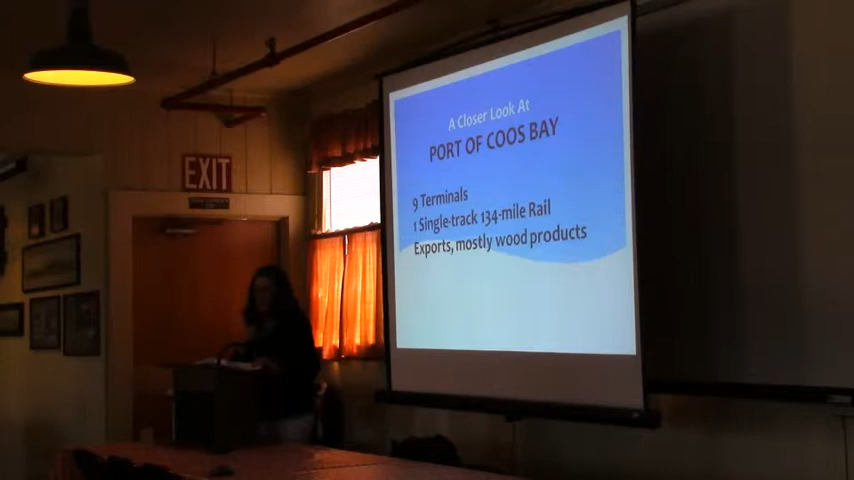 EXIT
A Closer Look At
PORT OF COOS BAY
9 Terminals
1 Single-track 134-mile Rail
Exports, mostly wood products